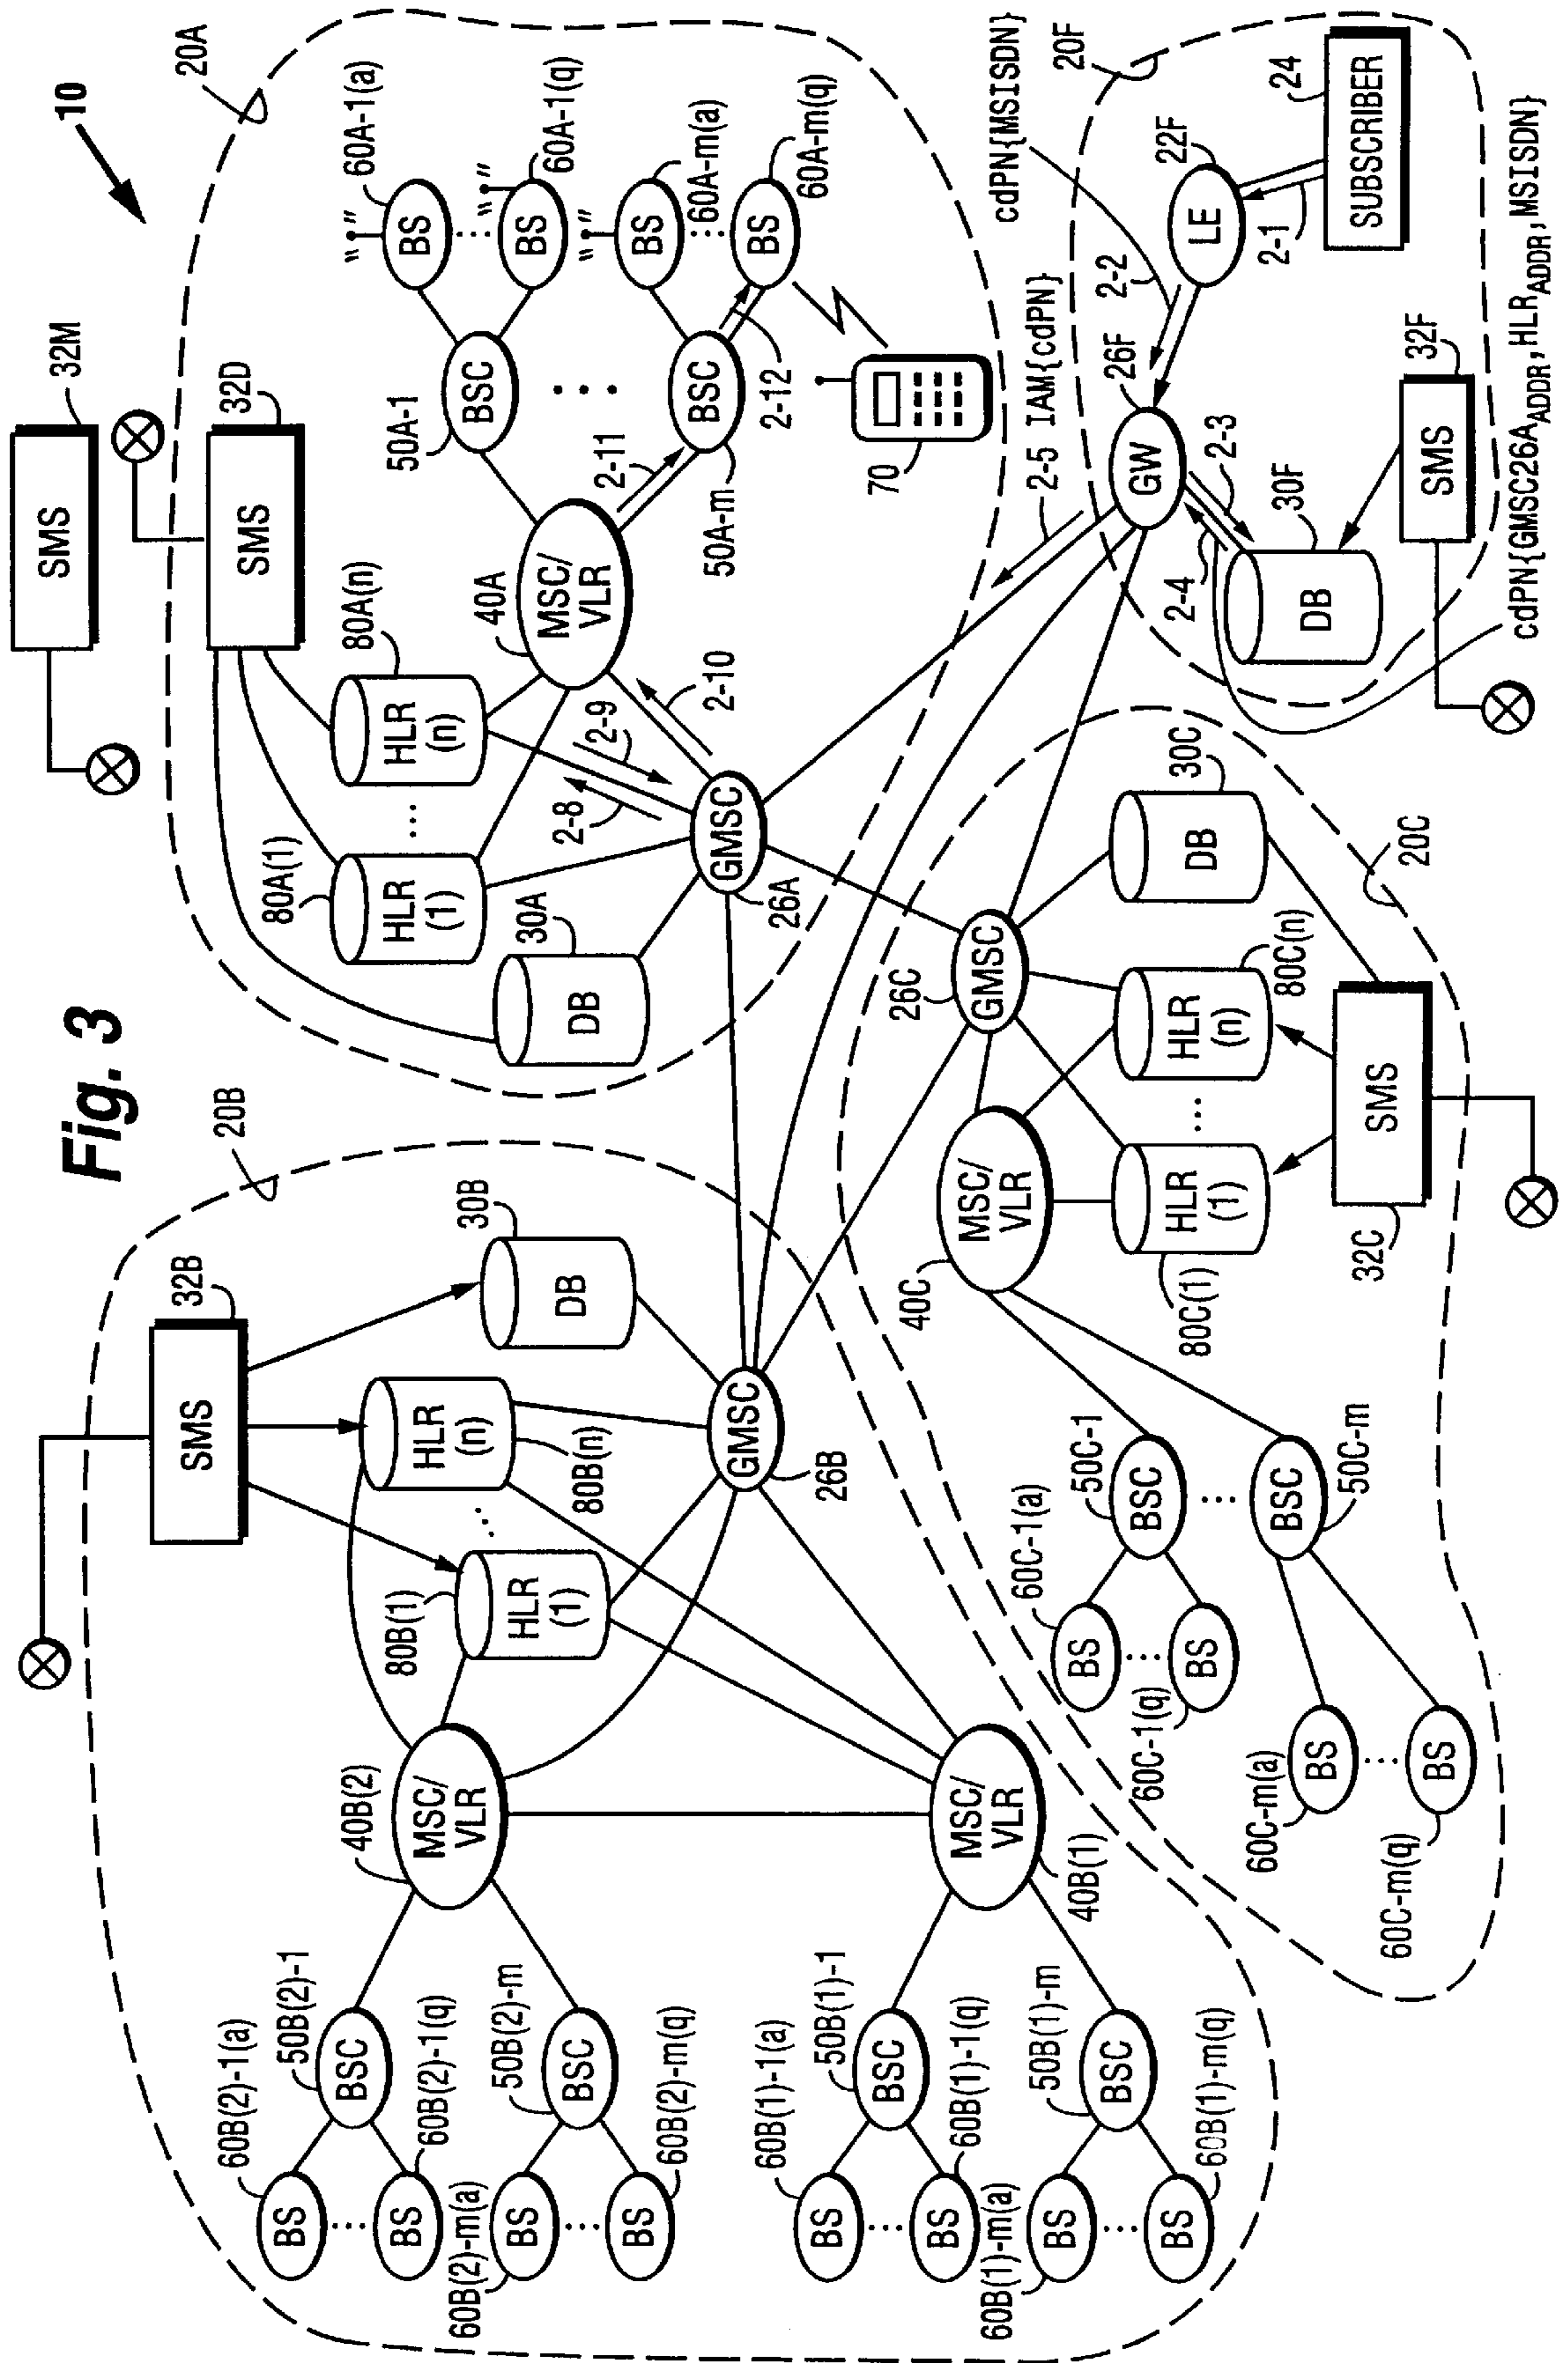 Fig. 3
10
20B
32B
SMS
30B
DB
HLR
(n)
80B(n)
...
80B(1)
HLR
(1)
GMSC
26B
40B(2)
MSC/
VLR
MSC/
VLR
40B(1)
50B(2)-1
BSC
60B(2)-1(a)
BS
...
BS
60B(2)-1(q)
50B(2)-m
BSC
60B(2)-m(a)
BS
...
BS
60B(2)-m(q)
50B(1)-1
BSC
60B(1)-1(a)
BS
...
BS
60B(1)-1(q)
50B(1)-m
BSC
60B(1)-m(a)
BS
...
BS
60B(1)-m(q)
SMS
32M
20A
SMS
32D
80A(1)
HLR
(1)
...
80A(n)
HLR
(n)
30A
DB
GMSC
26A
2-8
2-9
2-10
40A
MSC/
VLR
2-11
50A-1
BSC
...
BSC
50A-m
2-12
60A-1(a)
BS
...
BS
60A-1(q)
60A-m(a)
BS
...
BS
60A-m(q)
70
20C
26C
GMSC
30C
DB
40C
MSC/
VLR
HLR
(1)
80C(1)
...
HLR
(n)
80C(n)
SMS
32C
50C-1
BSC
...
BSC
50C-m
60C-1(a)
BS
...
BS
60C-1(q)
60C-m(a)
BS
...
BS
60C-m(q)
20F
2-5 IAM{cdPN}
cdPN{MSISDN}
26F
GW
2-2
22F
LE
2-1
24
SUBSCRIBER
2-3
2-4
30F
DB
32F
SMS
cdPN{GMSC26A ADDR, HLR ADDR, MSISDN}